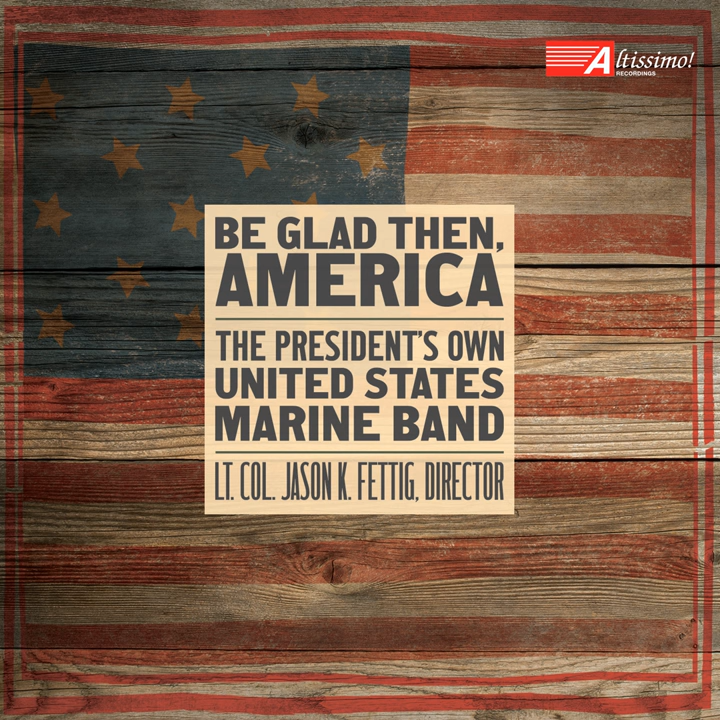 Altissimo!
RECORDINGS
BE GLAD THEN,
AMERICA
THE PRESIDENT'S OWN
UNITED STATES
MARINE BAND
LT. COL. JASON K. FETTIG, DIRECTOR